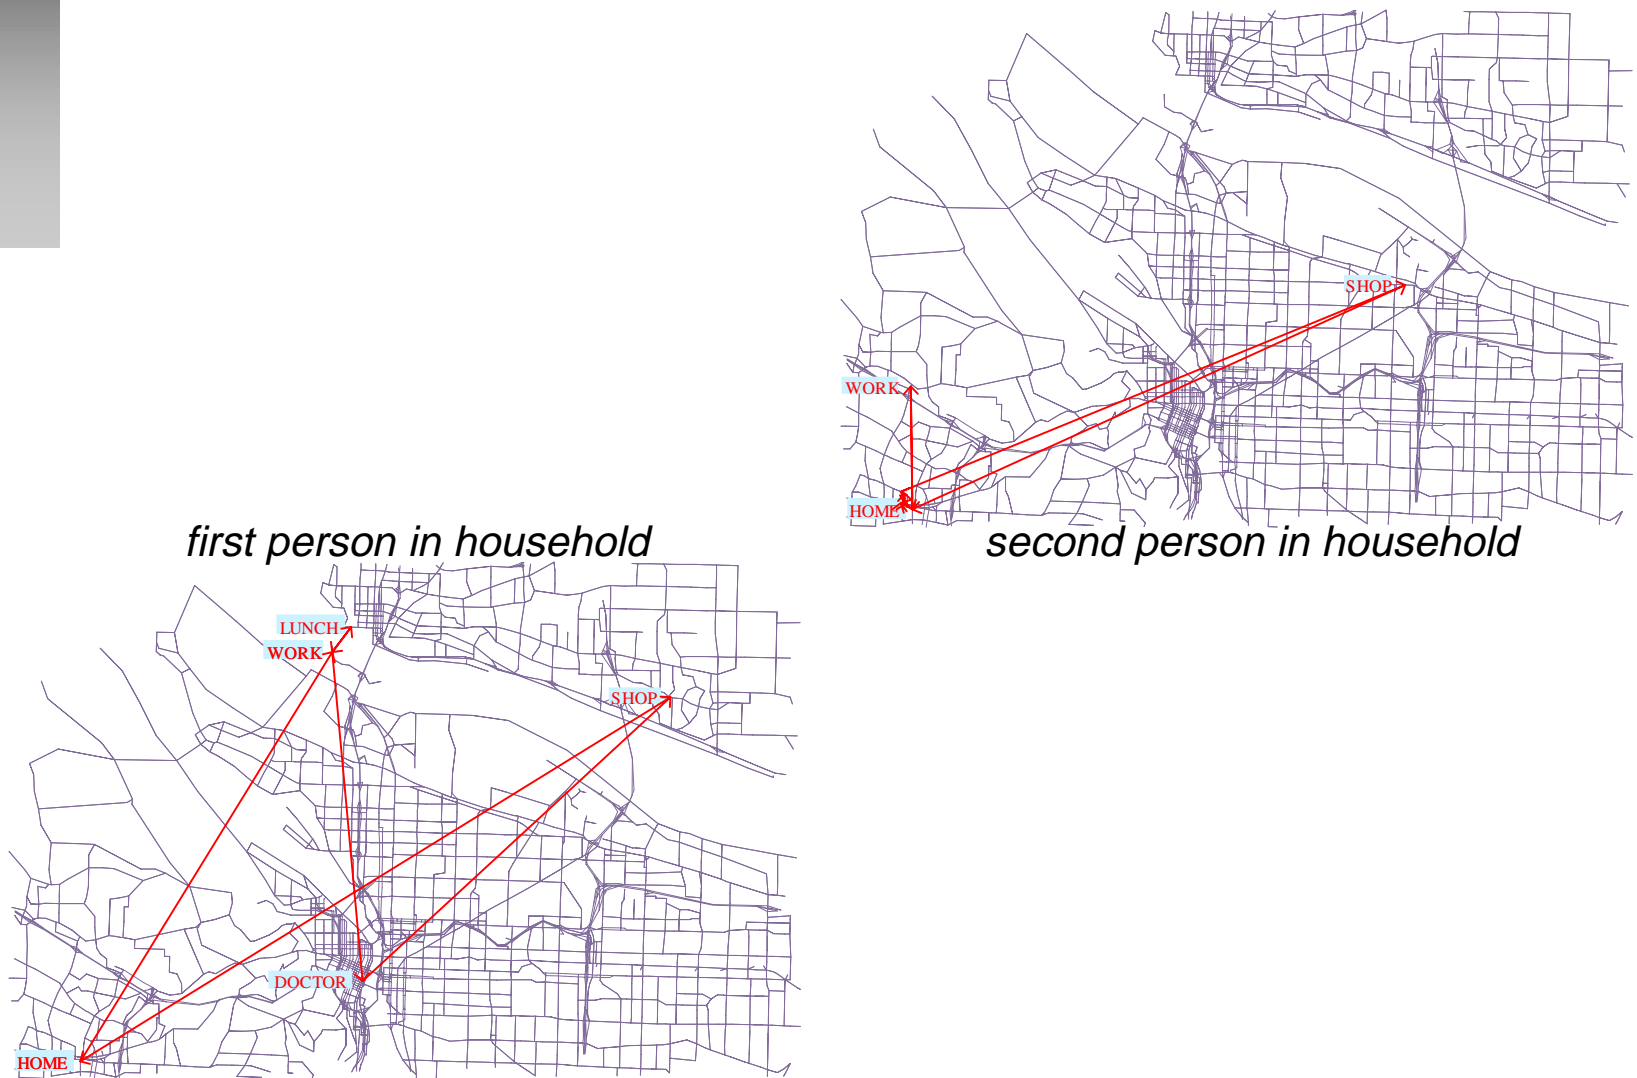 SHOP
WORK
HOME
first person in household
second person in household
LUNCH
WORK
SHOP
DOCTOR
HOME